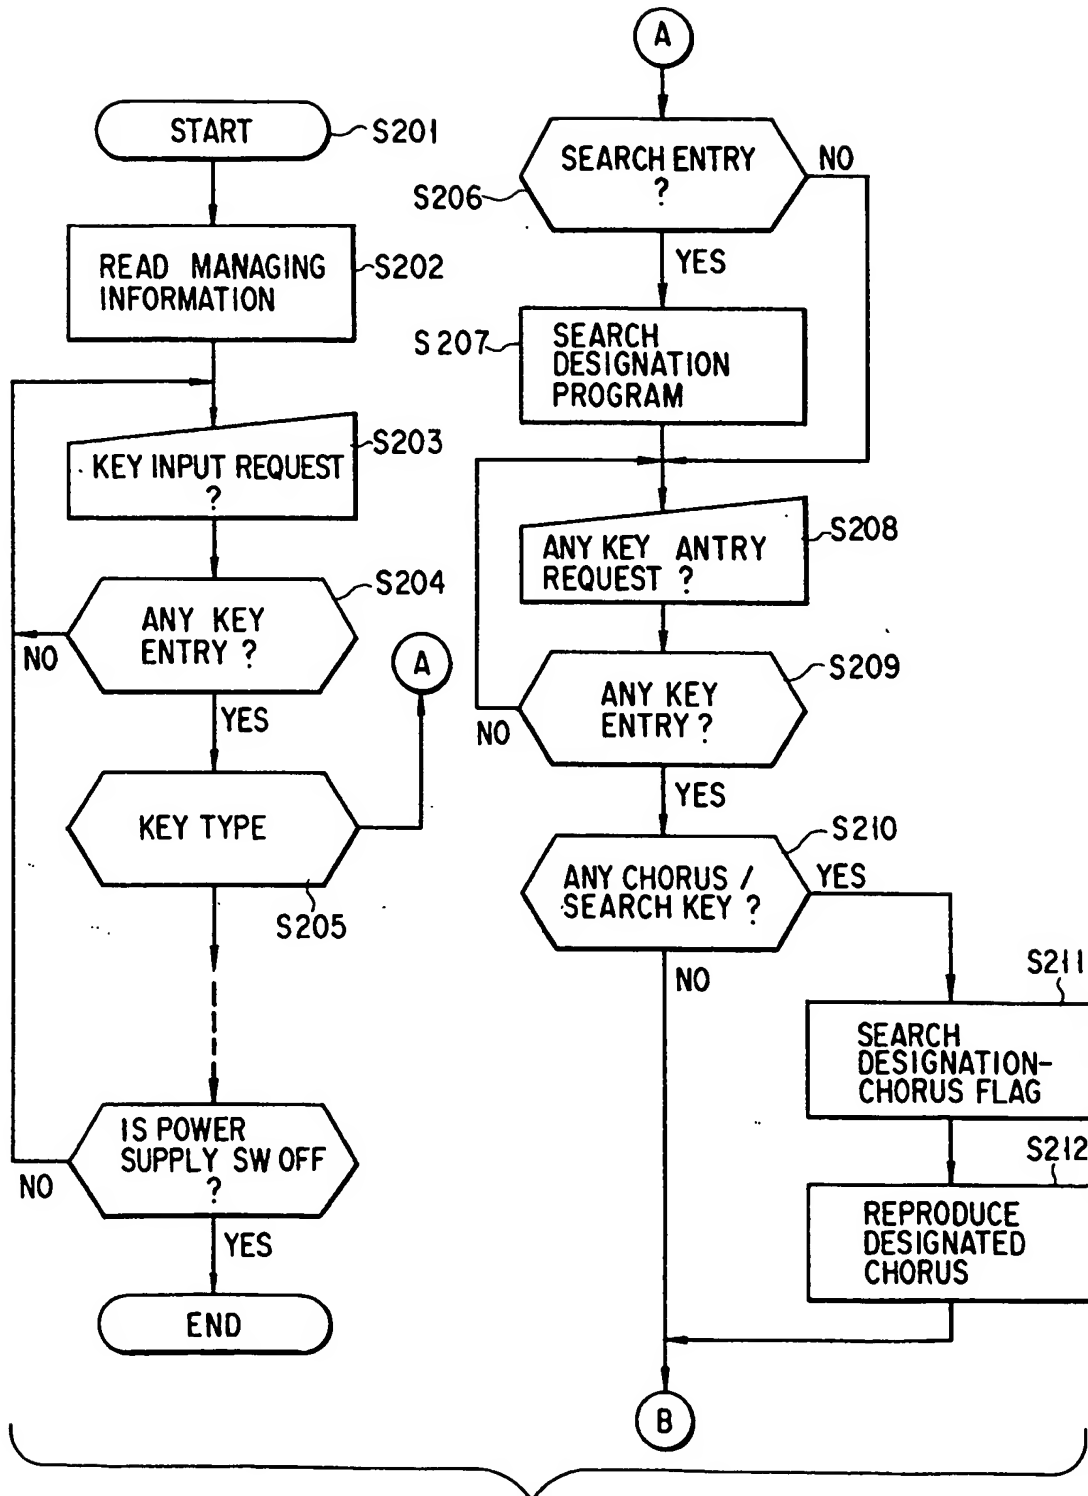 START
S201
READ MANAGING
INFORMATION
S202
KEY INPUT REQUEST
?
S203
ANY KEY
ENTRY ?
S204
NO
YES
A
KEY TYPE
S205
IS POWER
SUPPLY SW OFF
?
NO
YES
END
A
SEARCH ENTRY
?
S206
NO
YES
SEARCH
DESIGNATION
PROGRAM
S207
ANY KEY ANTRY
REQUEST ?
S208
ANY KEY
ENTRY ?
S209
NO
YES
ANY CHORUS /
SEARCH KEY ?
S210
YES
NO
S211
SEARCH
DESIGNATION-
CHORUS FLAG
S212
REPRODUCE
DESIGNATED
CHORUS
B